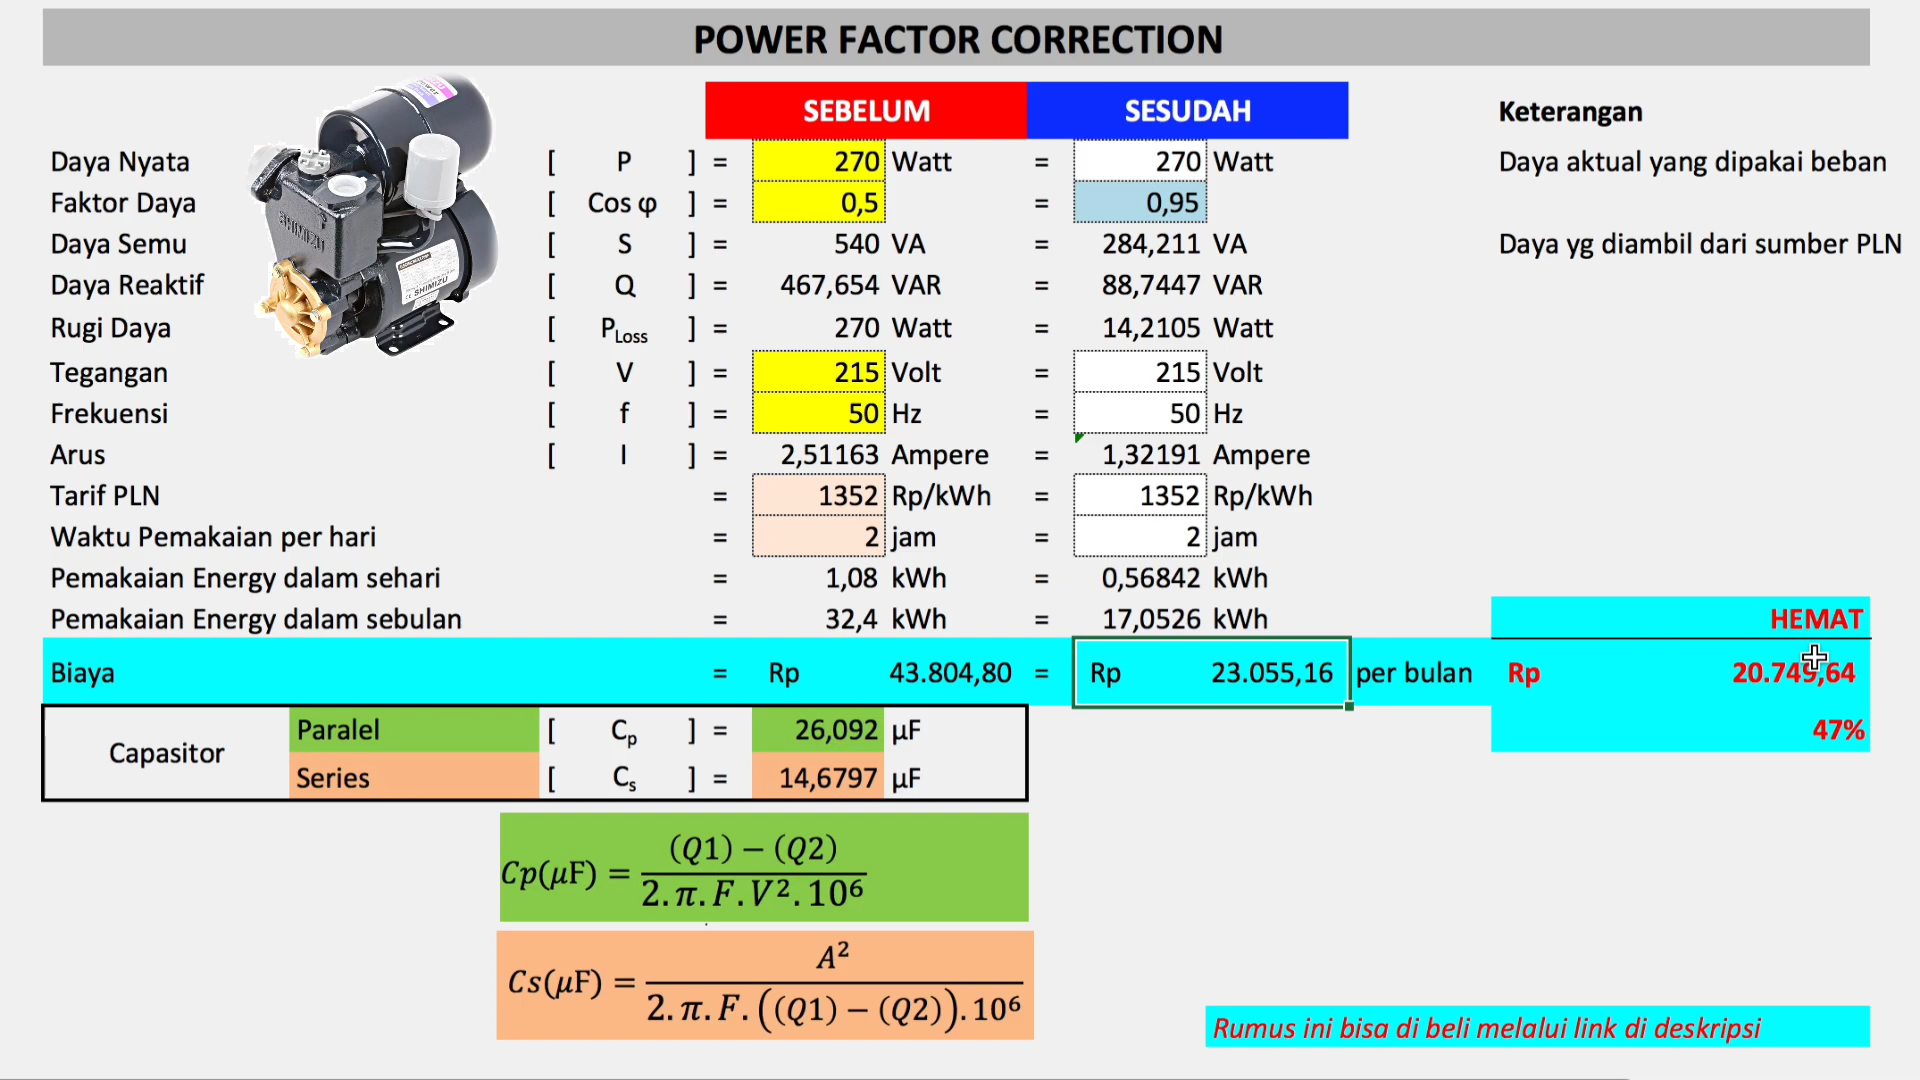 POWER FACTOR CORRECTION
SEBELUM SESUDAH Keterangan
Daya Nyata [ P ] = 270 Watt = 270 Watt Daya aktual yang dipakai beban
Faktor Daya [ Cos φ ] = 0,5 = 0,95
Daya Semu [ S ] = 540 VA = 284,211 VA Daya yg diambil dari sumber PLN
Daya Reaktif [ Q ] = 467,654 VAR = 88,7447 VAR
Rugi Daya [ P_Loss ] = 270 Watt = 14,2105 Watt
Tegangan [ V ] = 215 Volt = 215 Volt
Frekuensi [ f ] = 50 Hz = 50 Hz
Arus [ I ] = 2,51163 Ampere = 1,32191 Ampere
Tarif PLN = 1352 Rp/kWh = 1352 Rp/kWh
Waktu Pemakaian per hari = 2 jam = 2 jam
Pemakaian Energy dalam sehari = 1,08 kWh = 0,56842 kWh
Pemakaian Energy dalam sebulan = 32,4 kWh = 17,0526 kWh HEMAT
Biaya = Rp 43.804,80 = Rp 23.055,16 per bulan Rp 20.749,64
47%
Capasitor
Paralel [ C_p ] = 26,092 μF
Series [ C_s ] = 14,6797 μF
Cp(μF) = (Q1) − (Q2) / 2.π.F.V².10⁶
Cs(μF) = A² / 2.π.F.((Q1) − (Q2)).10⁶
Rumus ini bisa di beli melalui link di deskripsi
SHIMIZU
SHIMIZU